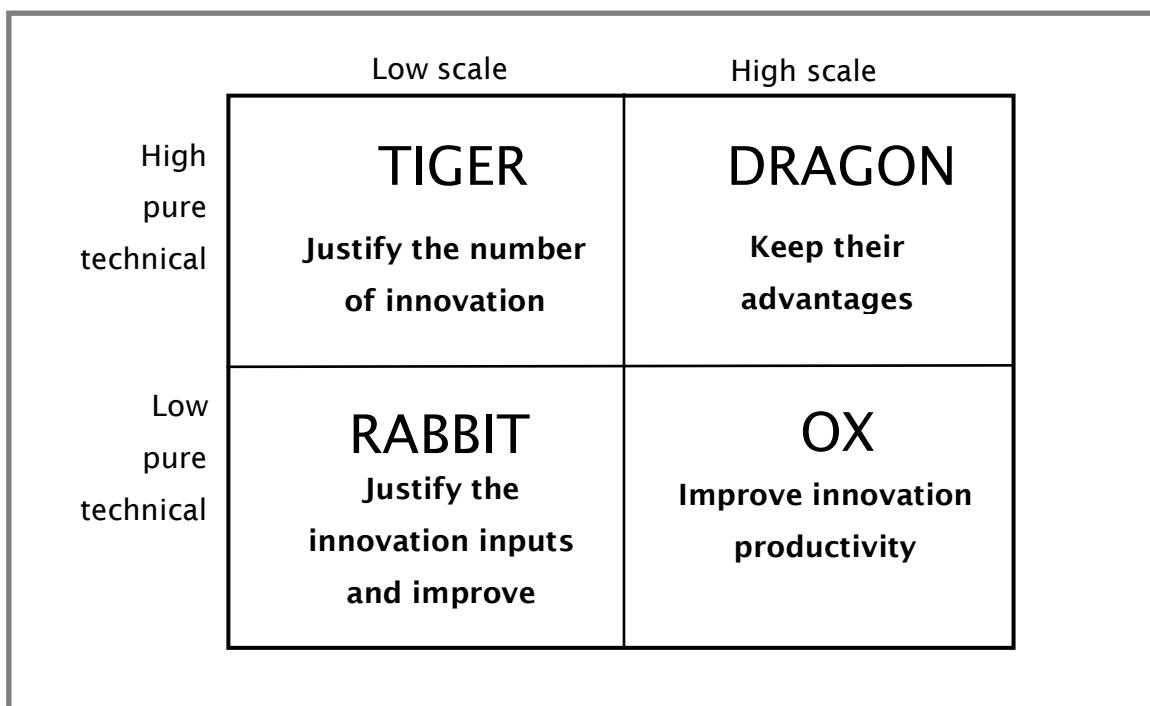 Low scale
High scale
High
pure
technical
TIGER
Justify the number
of innovation
DRAGON
Keep their
advantages
Low
pure
technical
RABBIT
Justify the
innovation inputs
and improve
OX
Improve innovation
productivity